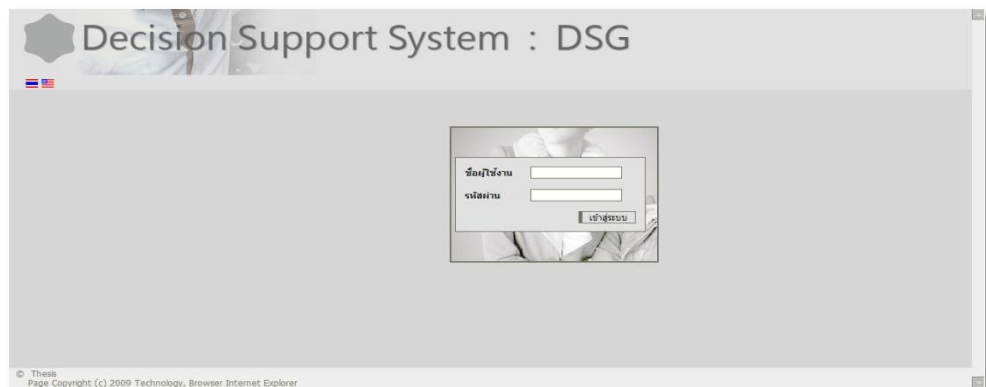 Decision Support System : DSG
ชื่อผู้ใช้งาน
รหัสผ่าน
เข้าสู่ระบบ
© Thesis
Page Copyright (c) 2009 Technology, Browser Internet Explorer